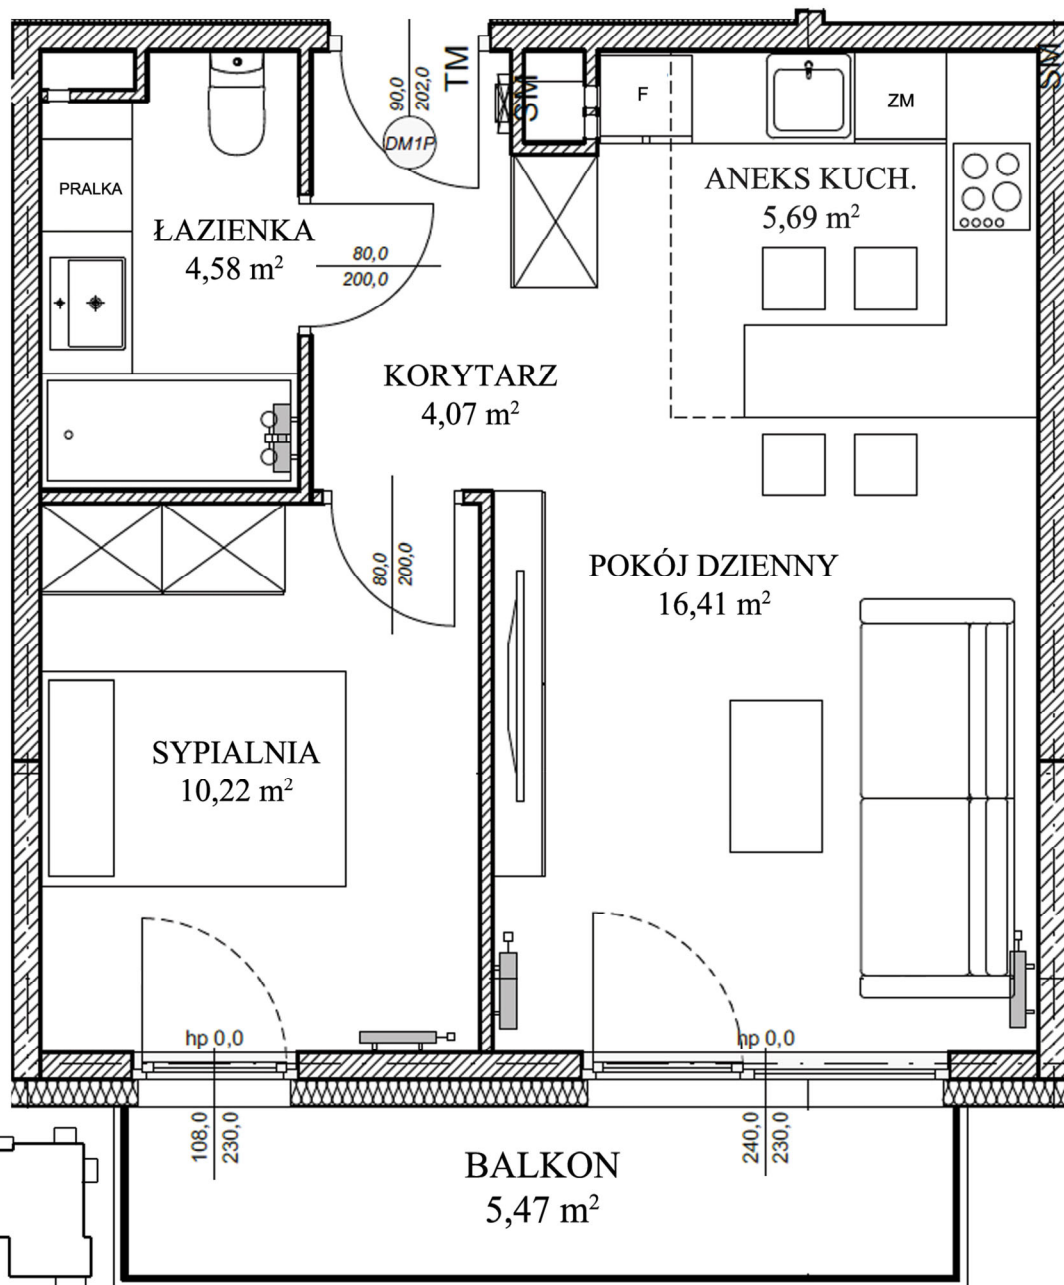 90,0
202,0
TM
SM
SM
DM1P
F
ZM
PRALKA
ŁAZIENKA
4,58 m²
80,0
200,0
ANEKS KUCH.
5,69 m²
KORYTARZ
4,07 m²
80,0
200,0
POKÓJ DZIENNY
16,41 m²
SYPIALNIA
10,22 m²
hp 0,0
hp 0,0
108,0
230,0
240,0
230,0
BALKON
5,47 m²